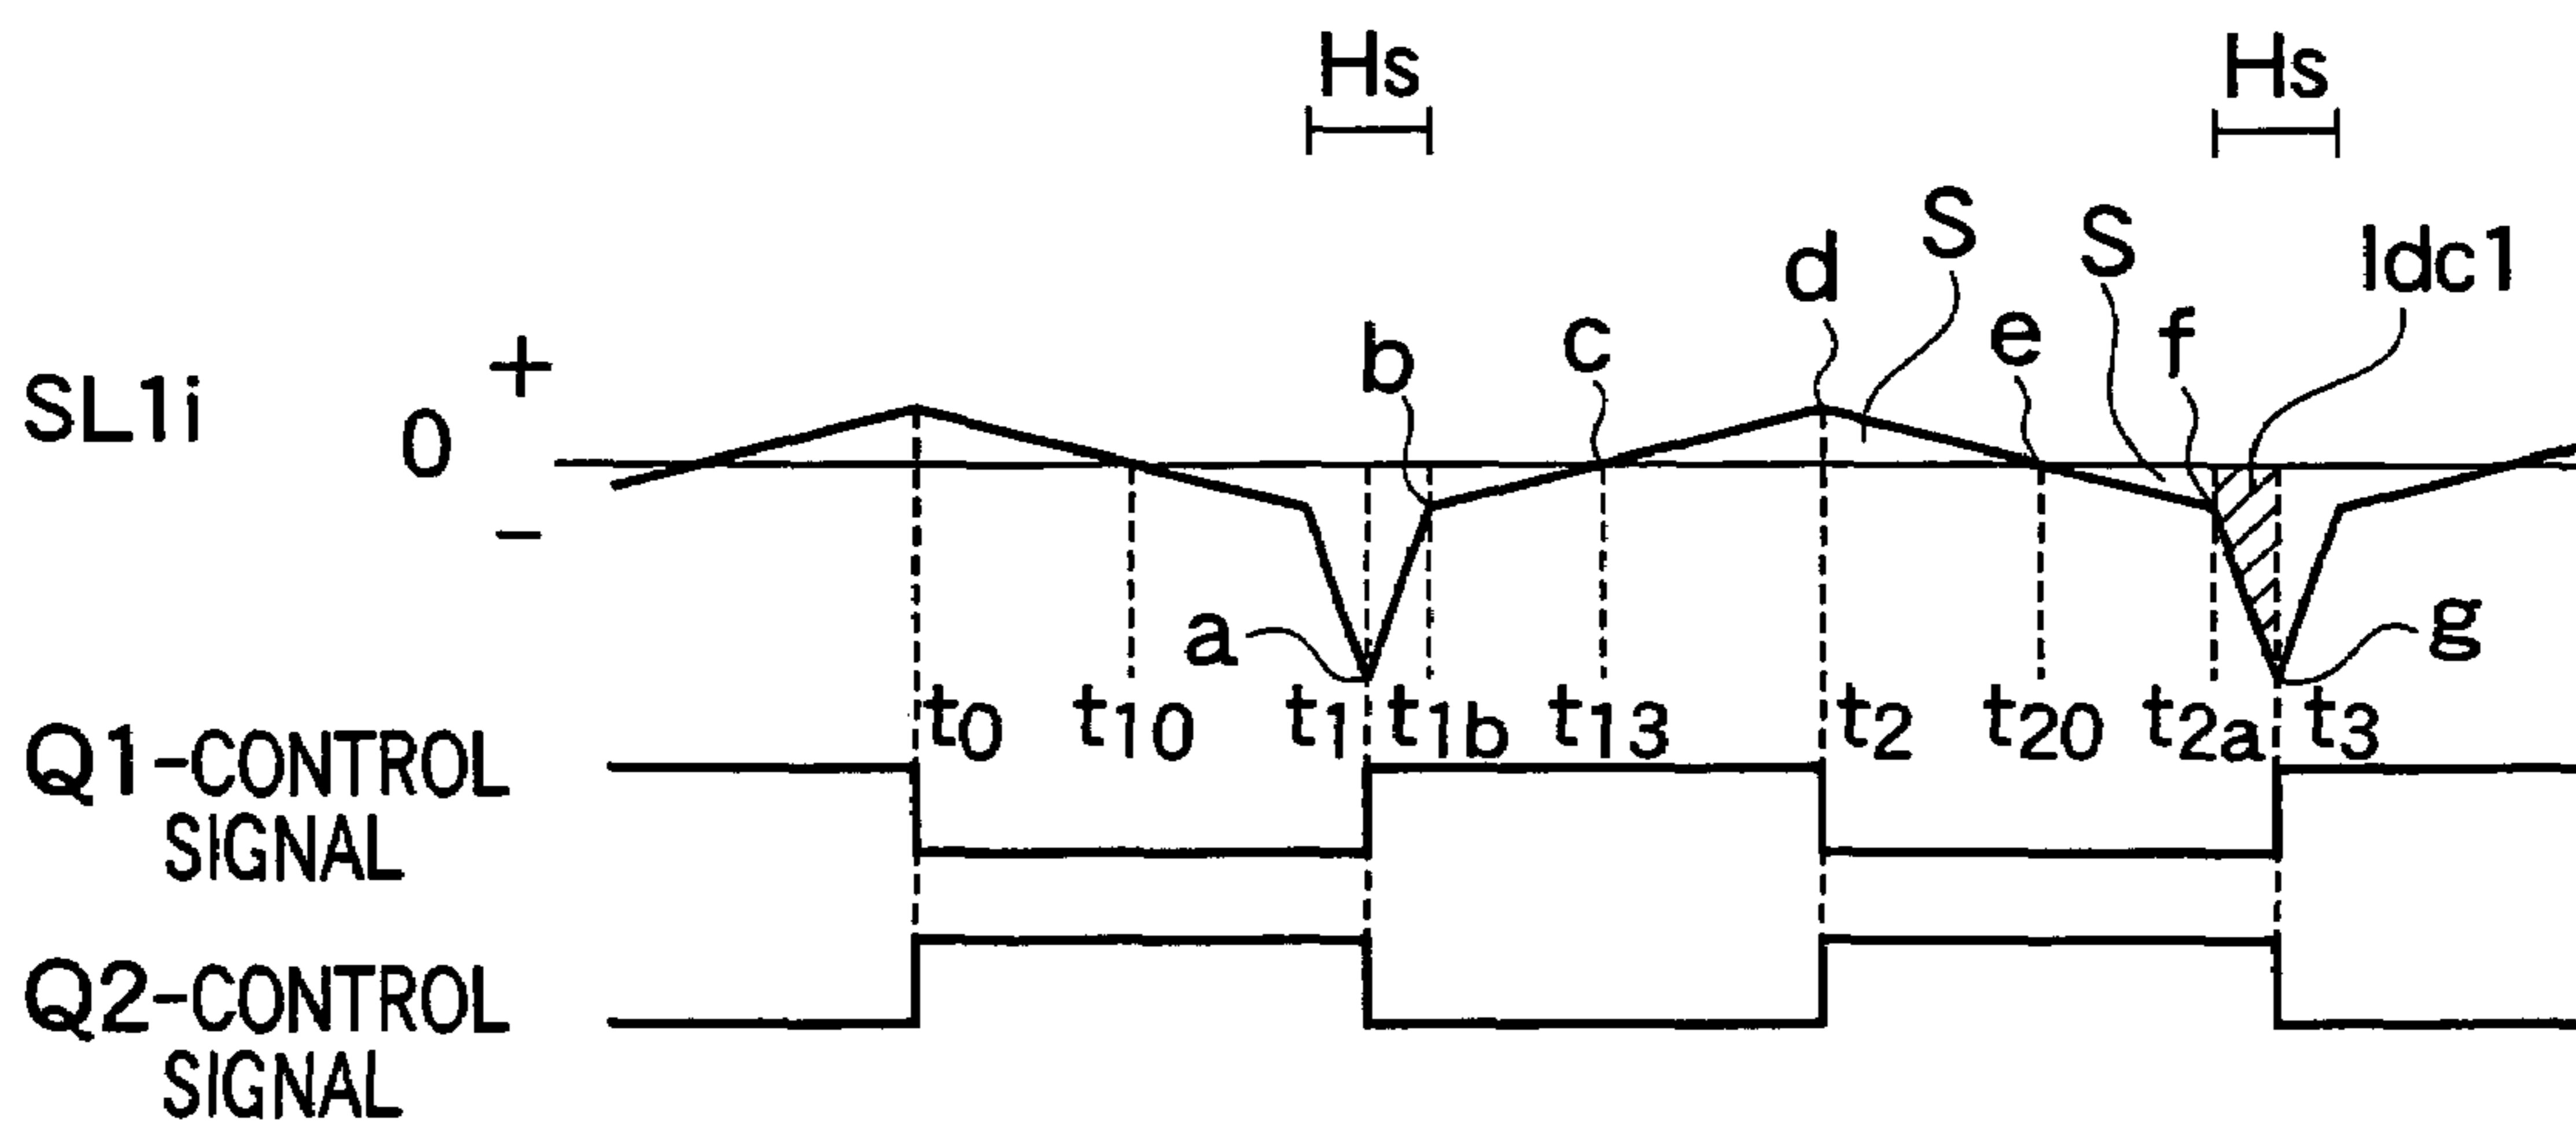 Hs Hs
S S
d Idc1
b c e f
+
SL1i 0
−
a g
t0 t10 t1 t1b t13 t2 t20 t2a t3
Q1-CONTROL
SIGNAL
Q2-CONTROL
SIGNAL